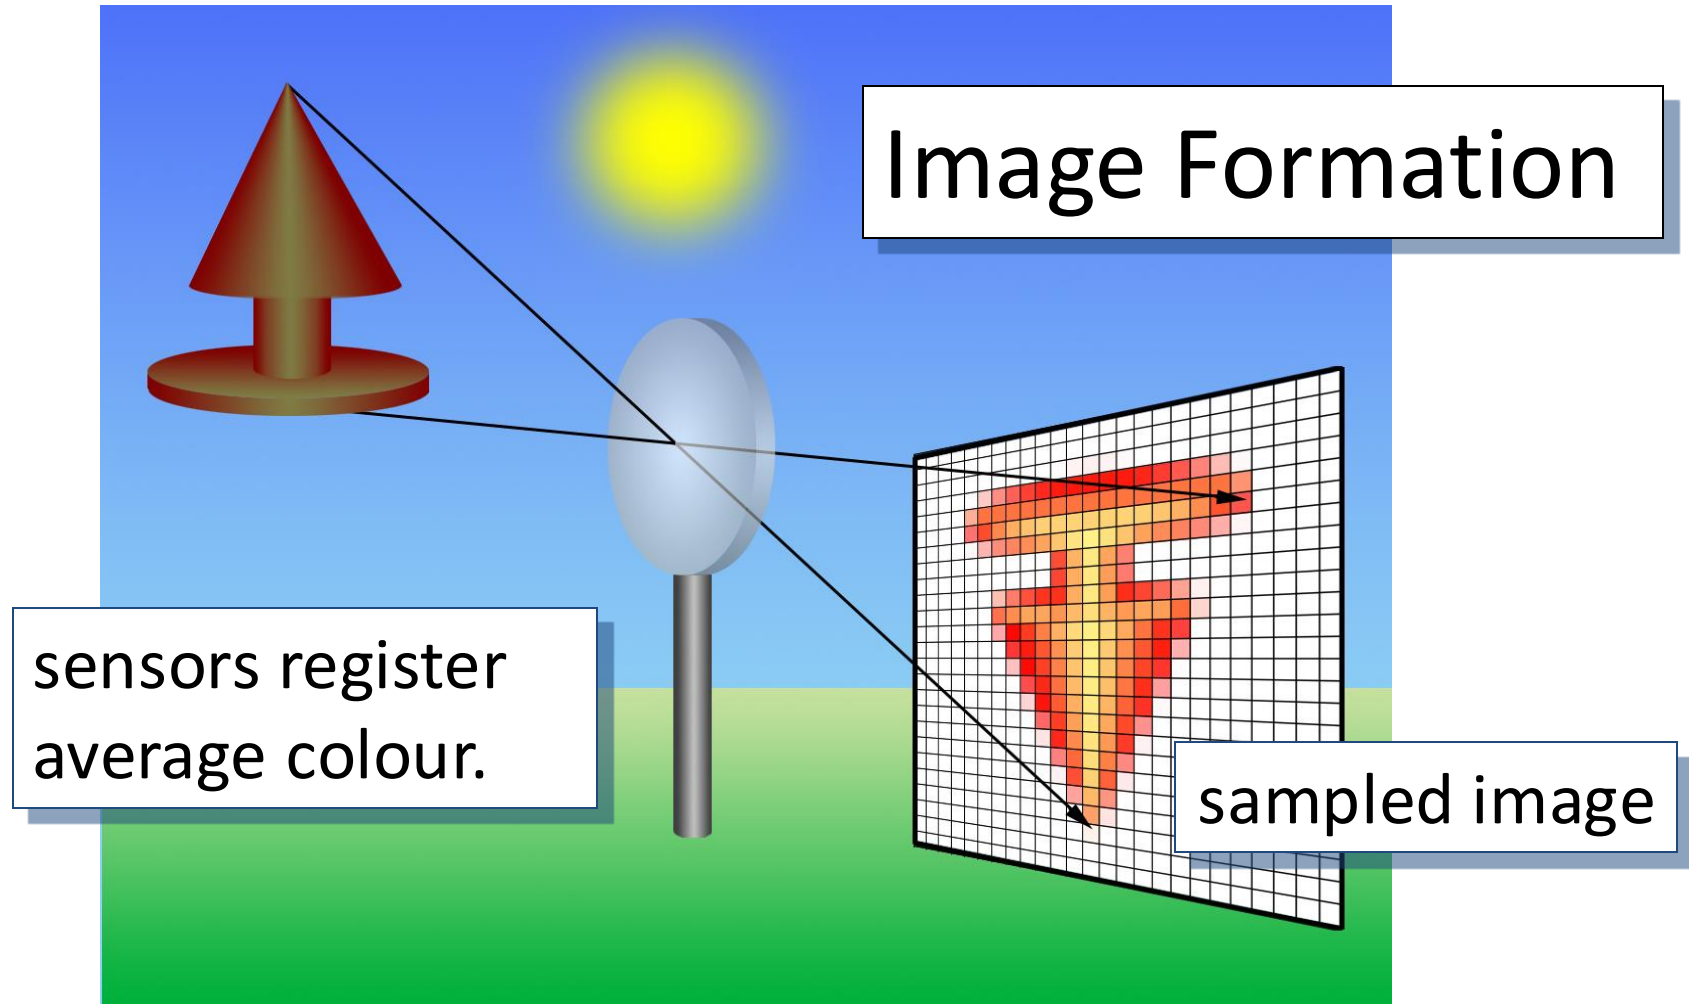 Image Formation
sensors register
average colour.
sampled image